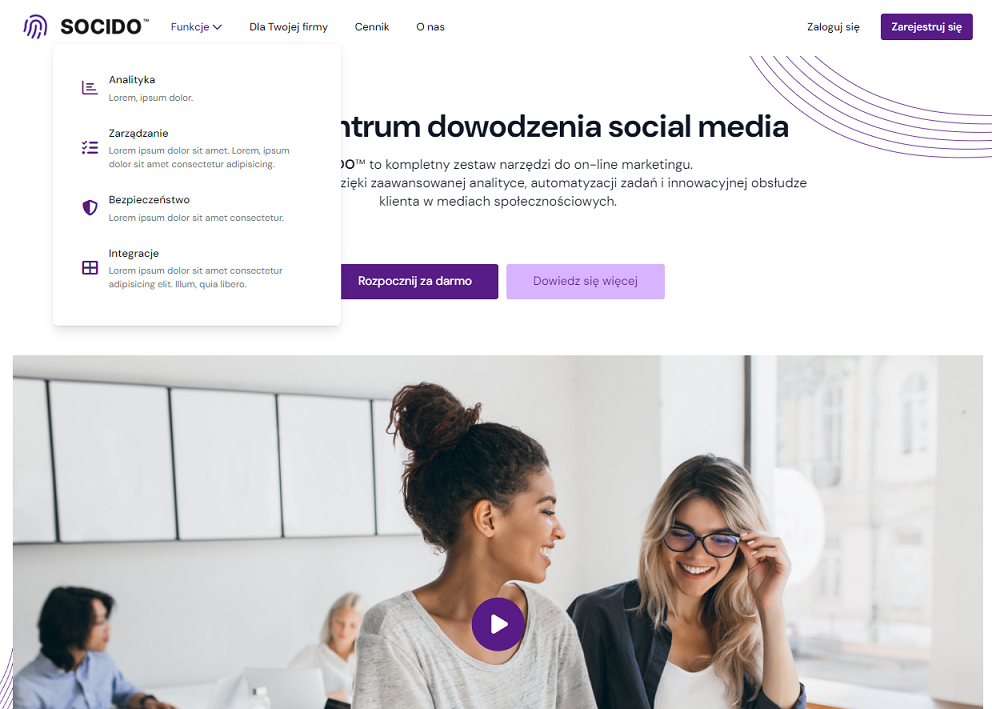 SOCIDO™ Funkcje Dla Twojej firmy Cennik O nas Zaloguj się Zarejestruj się
Analityka
Lorem, ipsum dolor.
Zarządzanie
Lorem ipsum dolor sit amet. Lorem, ipsum
dolor sit amet consectetur adipisicing.
Bezpieczeństwo
Lorem ipsum dolor sit amet consectetur.
Integracje
Lorem ipsum dolor sit amet consectetur
adipisicing elit. Illum, quia libero.
ntrum dowodzenia social media
DO™ to kompletny zestaw narzędzi do on-line marketingu.
zięki zaawansowanej analityce, automatyzacji zadań i innowacyjnej obsłudze
klienta w mediach społecznościowych.
Rozpocznij za darmo Dowiedz się więcej